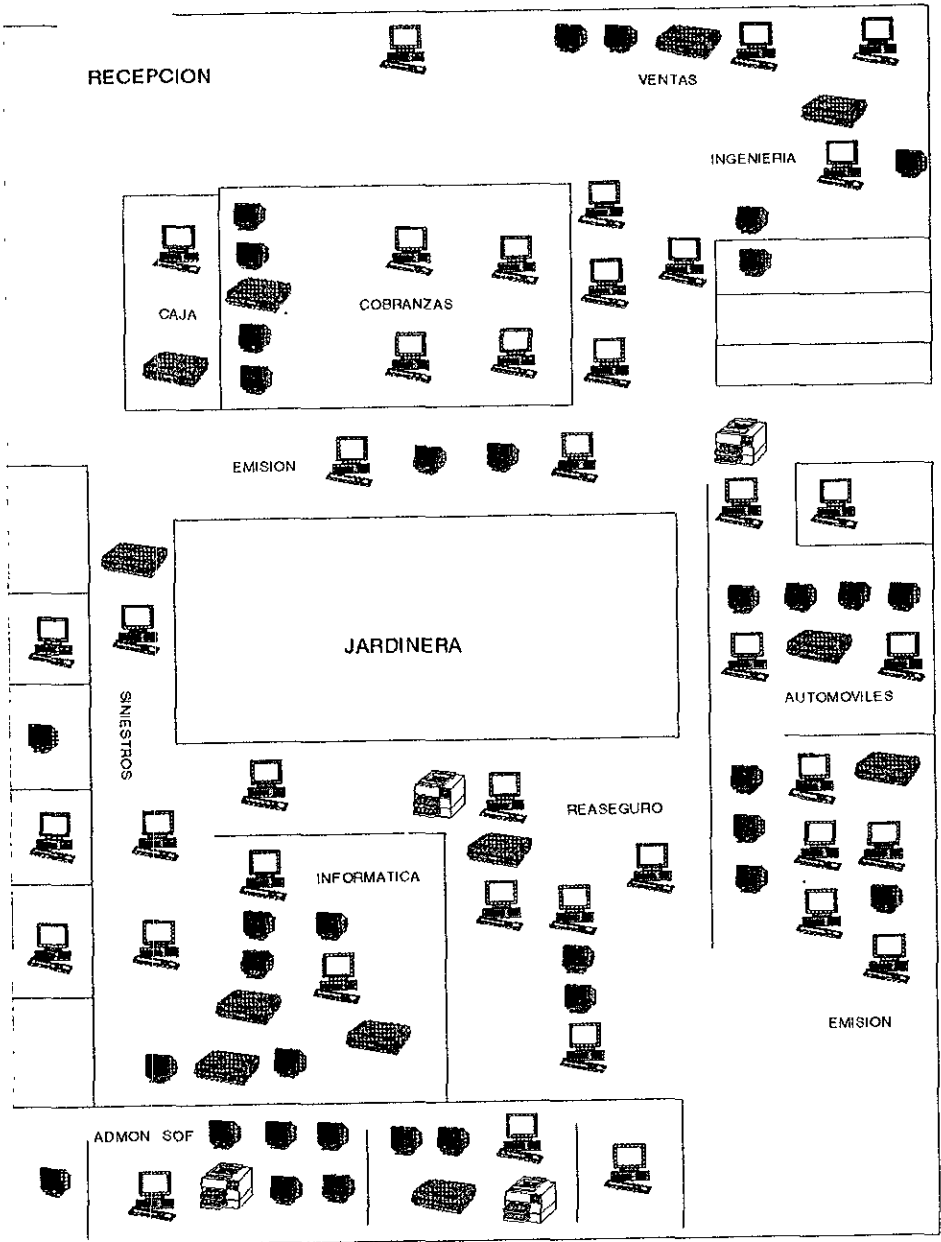 RECEPCION
VENTAS
INGENIERIA
CAJA
COBRANZAS
EMISION
JARDINERA
SINIESTROS
AUTOMOVILES
REASEGURO
INFORMATICA
EMISION
ADMON SOF